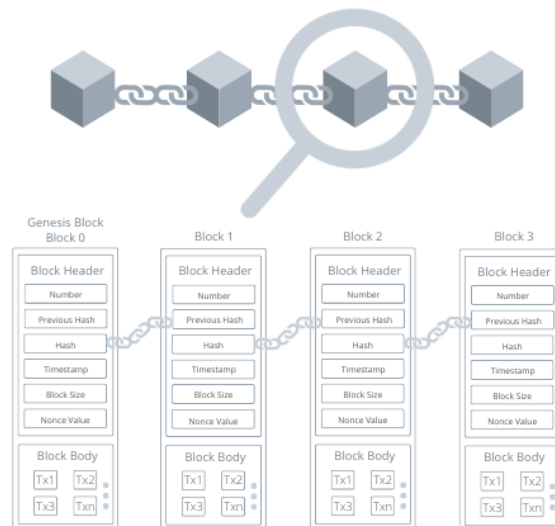 Genesis Block
Block 0
Block Header
Number
Previous Hash
Hash
Timestamp
Block Size
Nonce Value
Block Body
Tx1 Tx2
Tx3 Txn
Block 1
Block Header
Number
Previous Hash
Hash
Timestamp
Block Size
Nonce Value
Block Body
Tx1 Tx2
Tx3 Txn
Block 2
Block Header
Number
Previous Hash
Hash
Timestamp
Block Size
Nonce Value
Block Body
Tx1 Tx2
Tx3 Txn
Block 3
Block Header
Number
Previous Hash
Hash
Timestamp
Block Size
Nonce Value
Block Body
Tx1 Tx2
Tx3 Txn